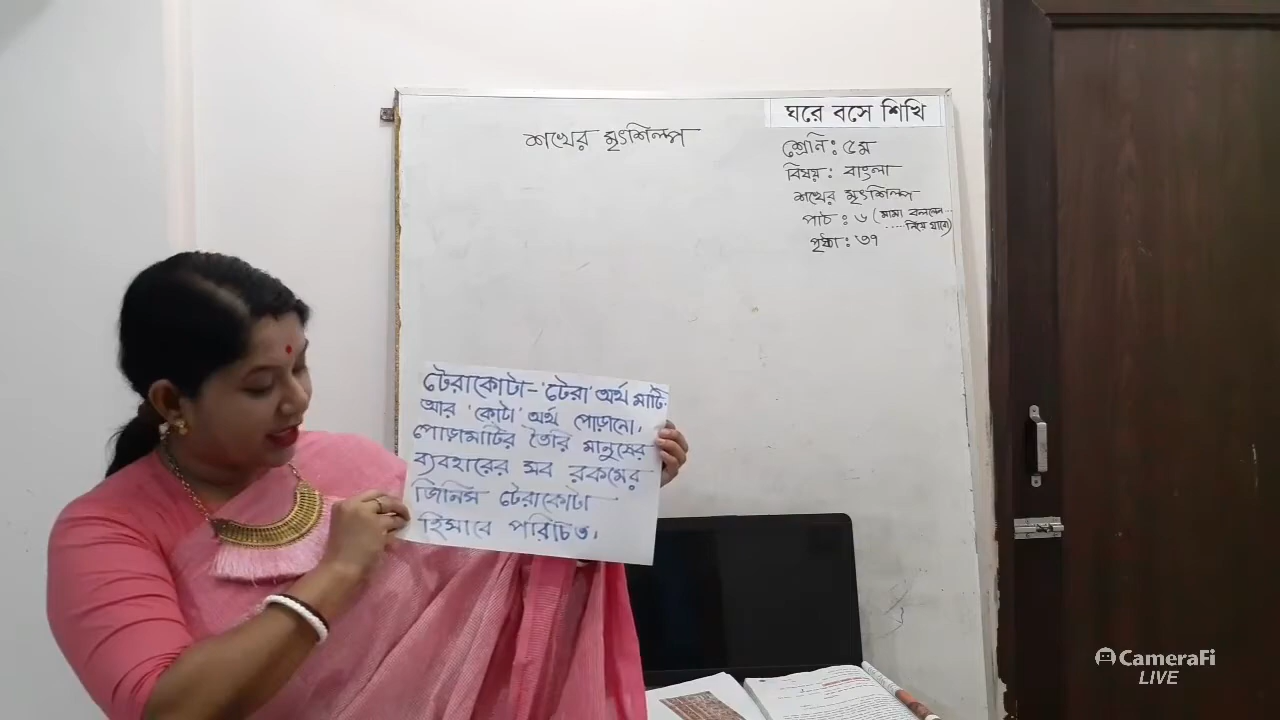 শখের মৃৎশিল্প
ঘরে বসে শিখি
শ্রেনি: ৫ম
বিষয়: বাংলা
শখের মৃৎশিল্প
পাঠ: ৬ (মামা বললেন...
....নিয়ে যাবো)
পৃষ্ঠা: ৩৭
টেরাকোটা- 'টেরা' অর্থ মাটি.
আর 'কোটা' অর্থ পোড়ানো।
পোড়ামাটির তৈরি মানুষের
ব্যবহারের সব রকমের
জিনিস টেরাকোটা
হিসাবে পরিচিত।
CameraFi
LIVE